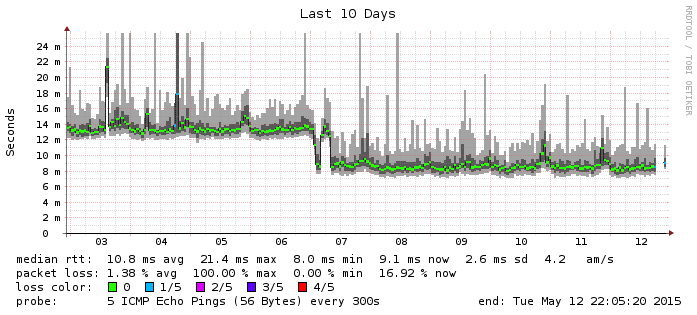 Last 10 Days
RRDTOOL / TOBI OETIKER
Seconds
24 m
22 m
20 m
18 m
16 m
14 m
12 m
10 m
8 m
6 m
4 m
2 m
0
03 04 05 06 07 08 09 10 11 12
median rtt: 10.8 ms avg 21.4 ms max 8.0 ms min 9.1 ms now 2.6 ms sd 4.2 am/s
packet loss: 1.38 % avg 100.00 % max 0.00 % min 16.92 % now
loss color: 0 1/5 2/5 3/5 4/5
probe: 5 ICMP Echo Pings (56 Bytes) every 300s end: Tue May 12 22:05:20 2015